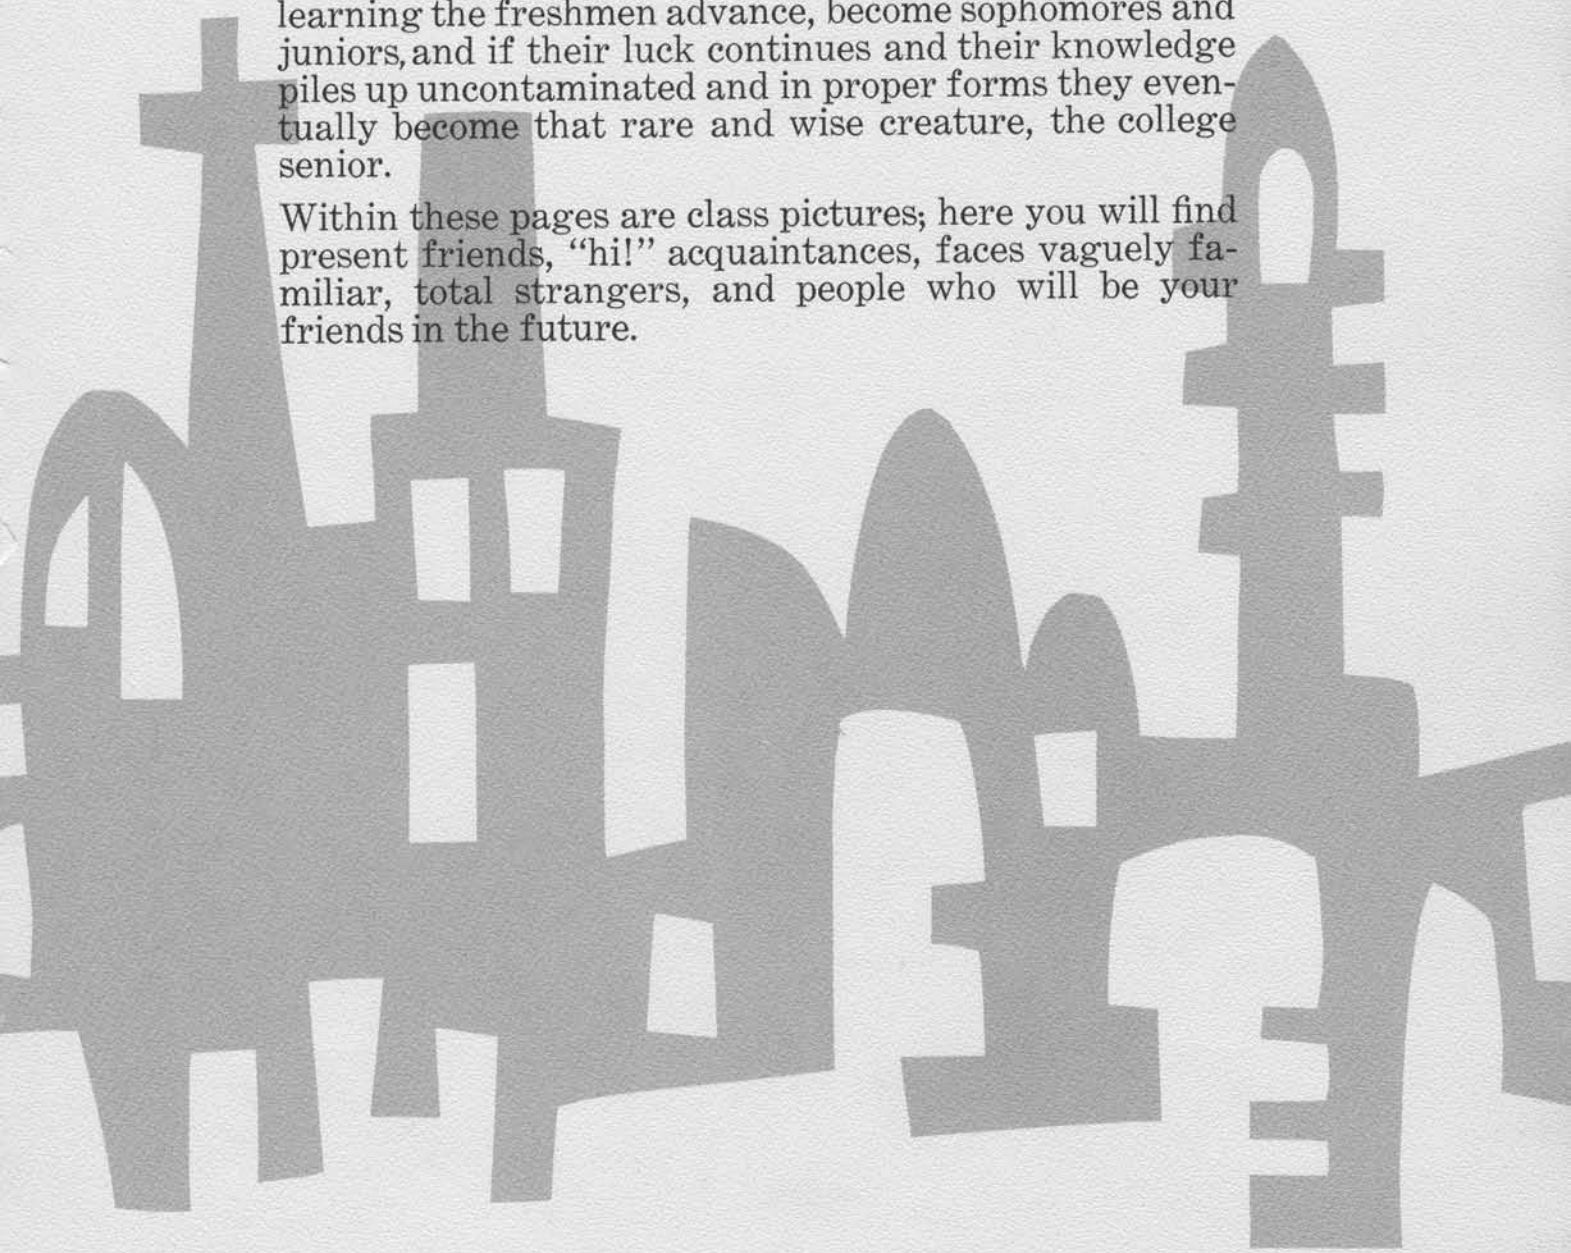 learning the freshmen advance, become sophomores and
juniors, and if their luck continues and their knowledge
piles up uncontaminated and in proper forms they even-
tually become that rare and wise creature, the college
senior.
Within these pages are class pictures; here you will find
present friends, “hi!” acquaintances, faces vaguely fa-
miliar, total strangers, and people who will be your
friends in the future.